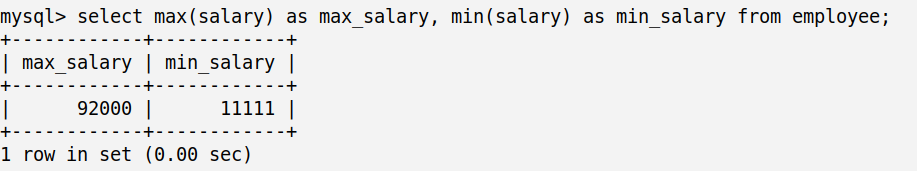 mysql> select max(salary) as max_salary, min(salary) as min_salary from employee;
+------------+------------+
| max_salary | min_salary |
+------------+------------+
|      92000 |      11111 |
+------------+------------+
1 row in set (0.00 sec)